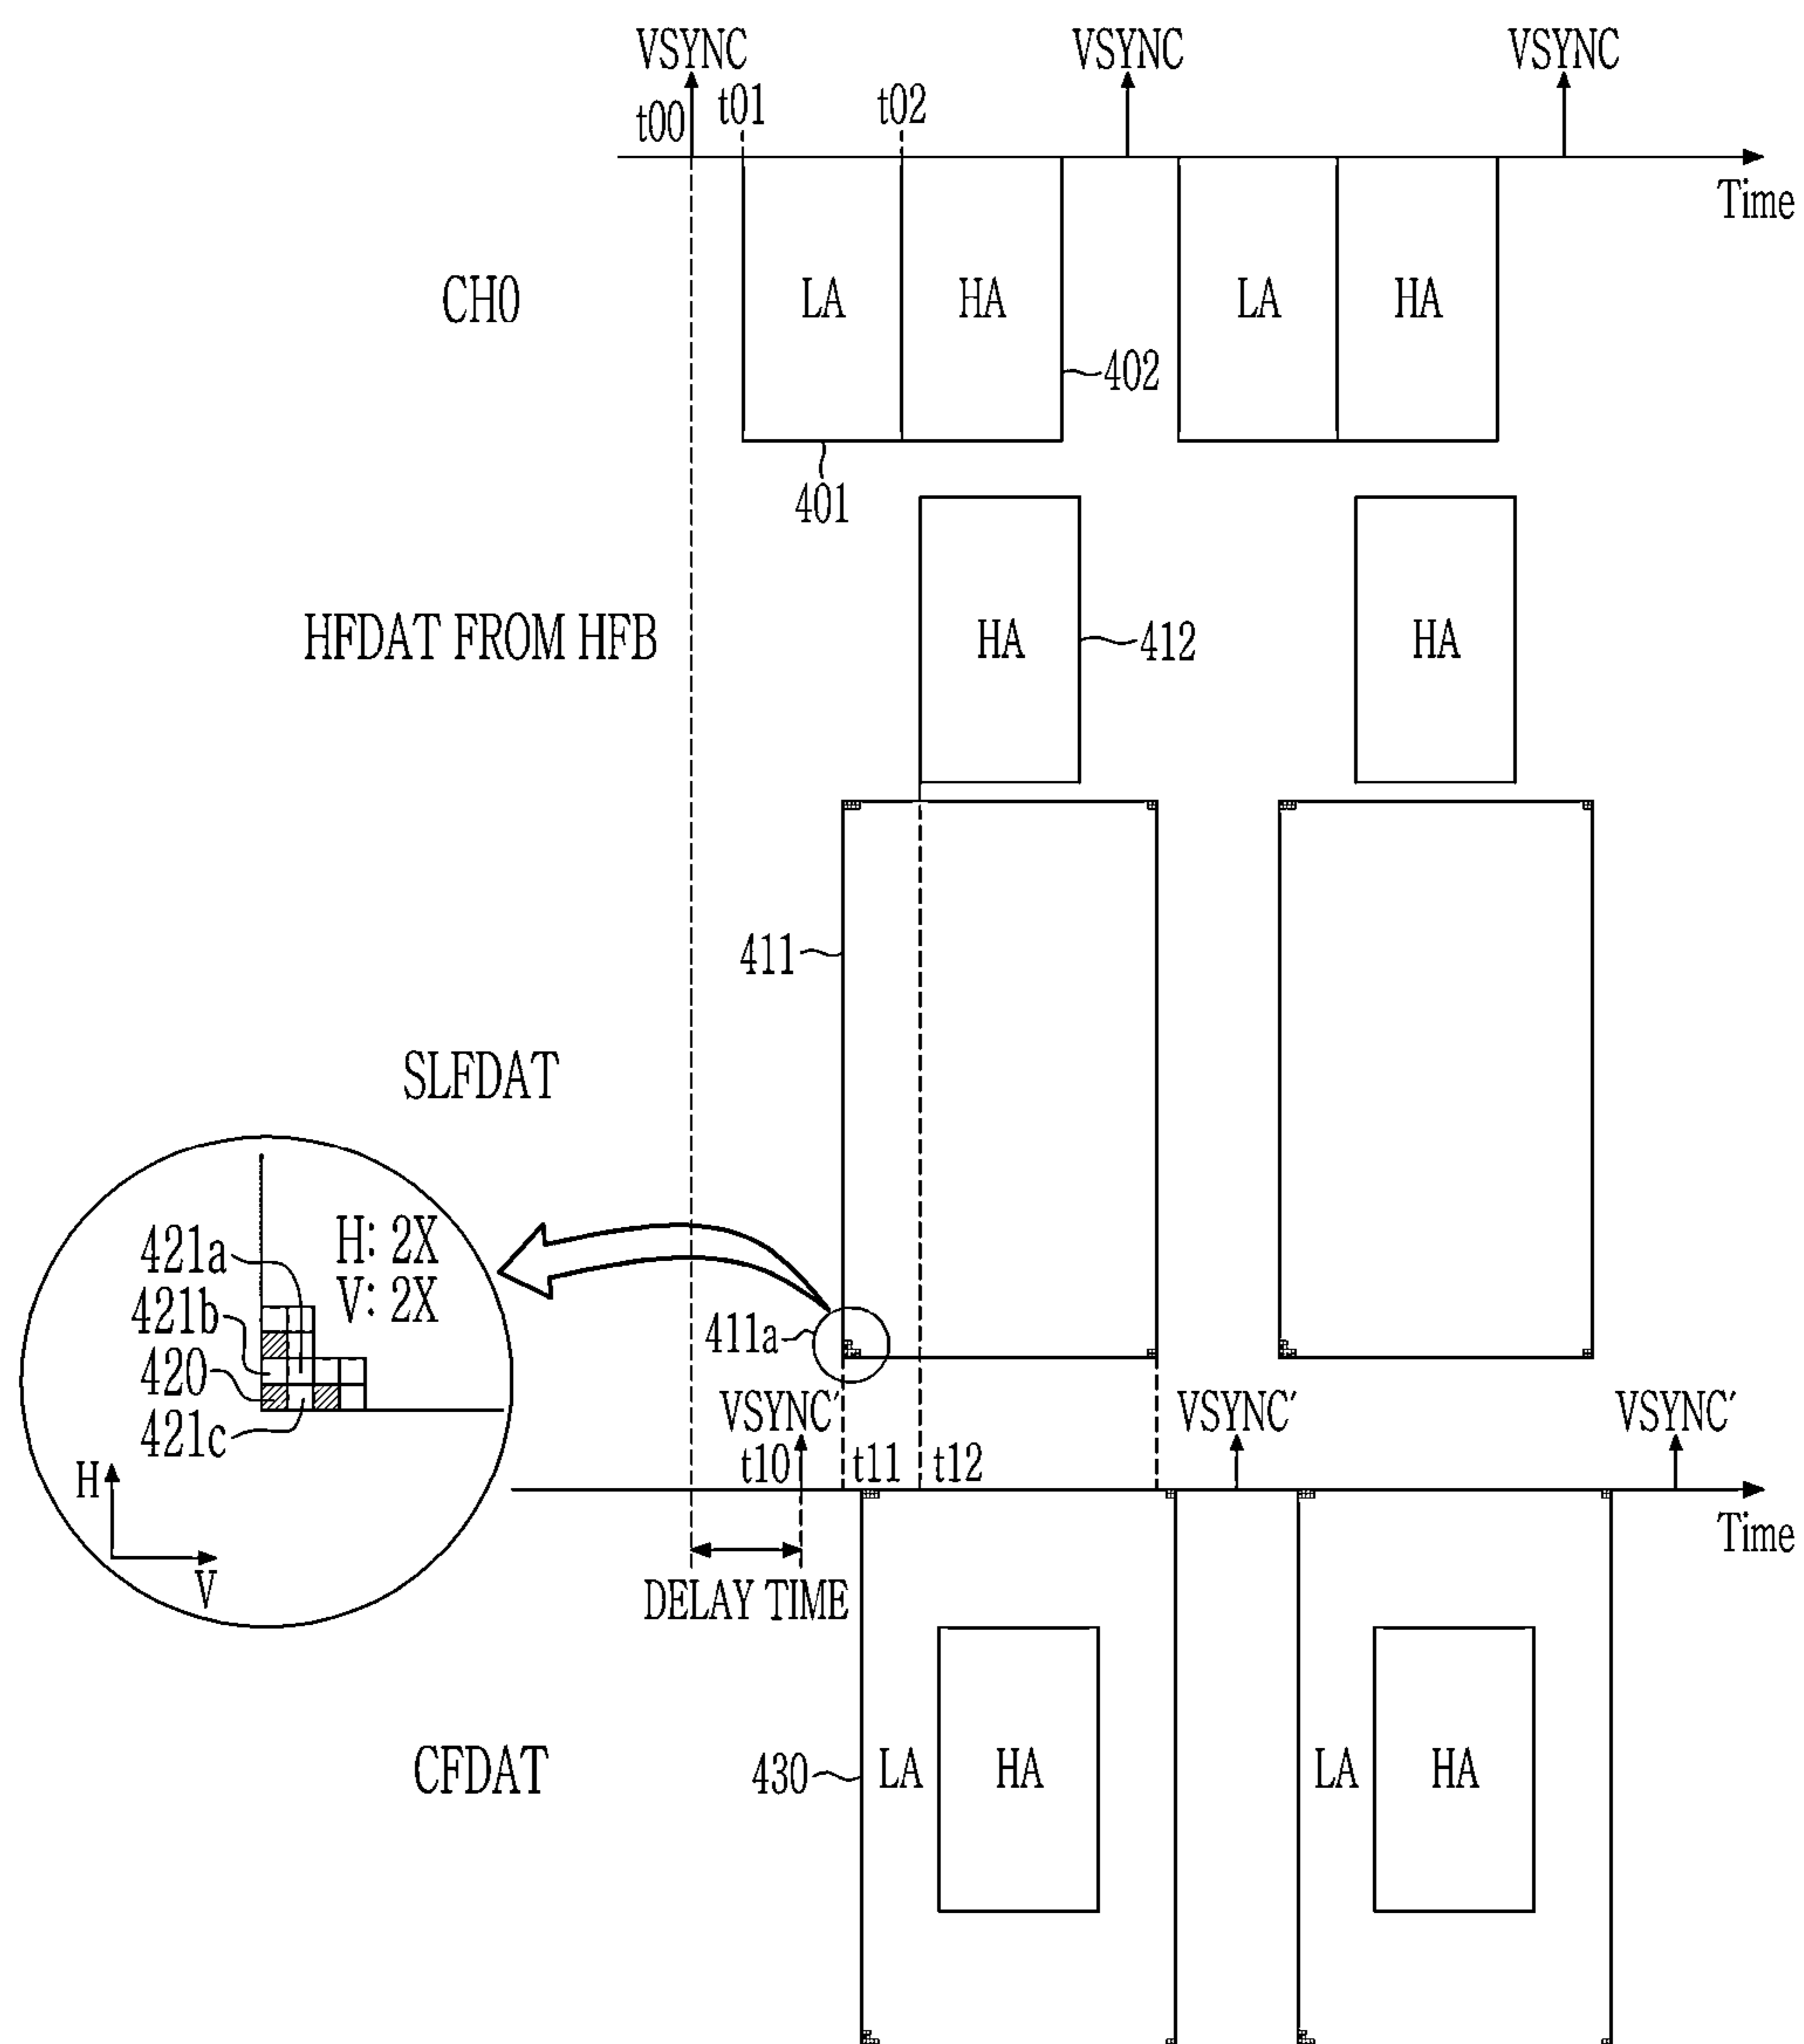 VSYNC VSYNC VSYNC
t00 t01 t02
Time
CH0 LA HA LA HA
402
401
HFDAT FROM HFB HA 412 HA
411
SLFDAT
421a H: 2X
421b V: 2X
420
421c
H
V
411a
VSYNC' VSYNC' VSYNC'
t10 t11 t12
Time
DELAY TIME
CFDAT 430 LA HA LA HA